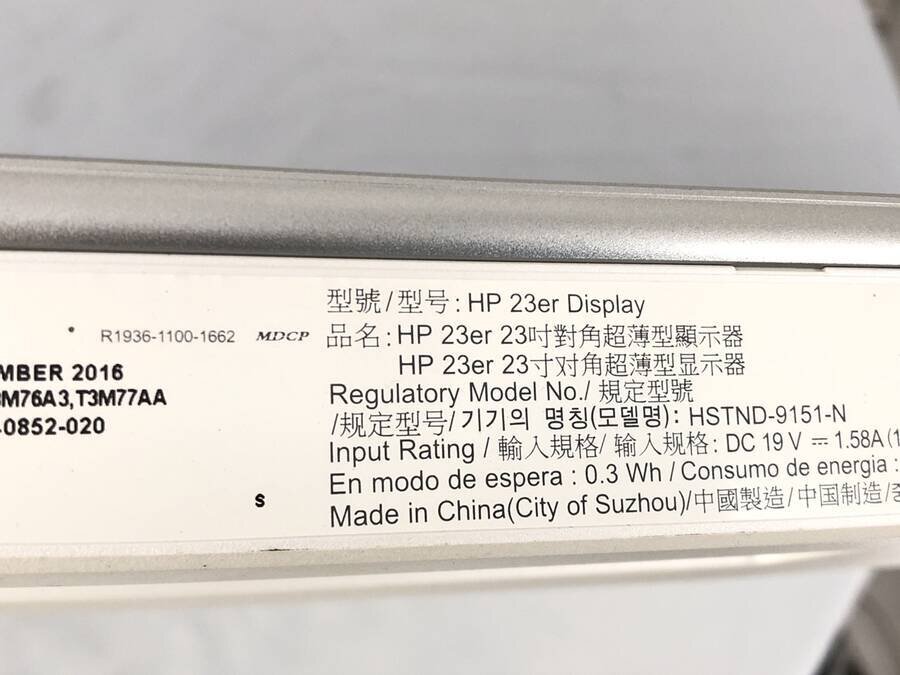 型號/型号: HP 23er Display
R1936-1100-1662 MDCP
品名: HP 23er 23吋對角超薄型顯示器
HP 23er 23寸对角超薄型显示器
MBER 2016
M76A3,T3M77AA
0852-020
Regulatory Model No./ 規定型號
/规定型号/기기의 명칭(모델명): HSTND-9151-N
Input Rating / 輸入規格/ 输入规格: DC 19 V ⎓ 1.58A(1
En modo de espera : 0.3 Wh / Consumo de energia :
S
Made in China(City of Suzhou)/中國製造/中国制造/